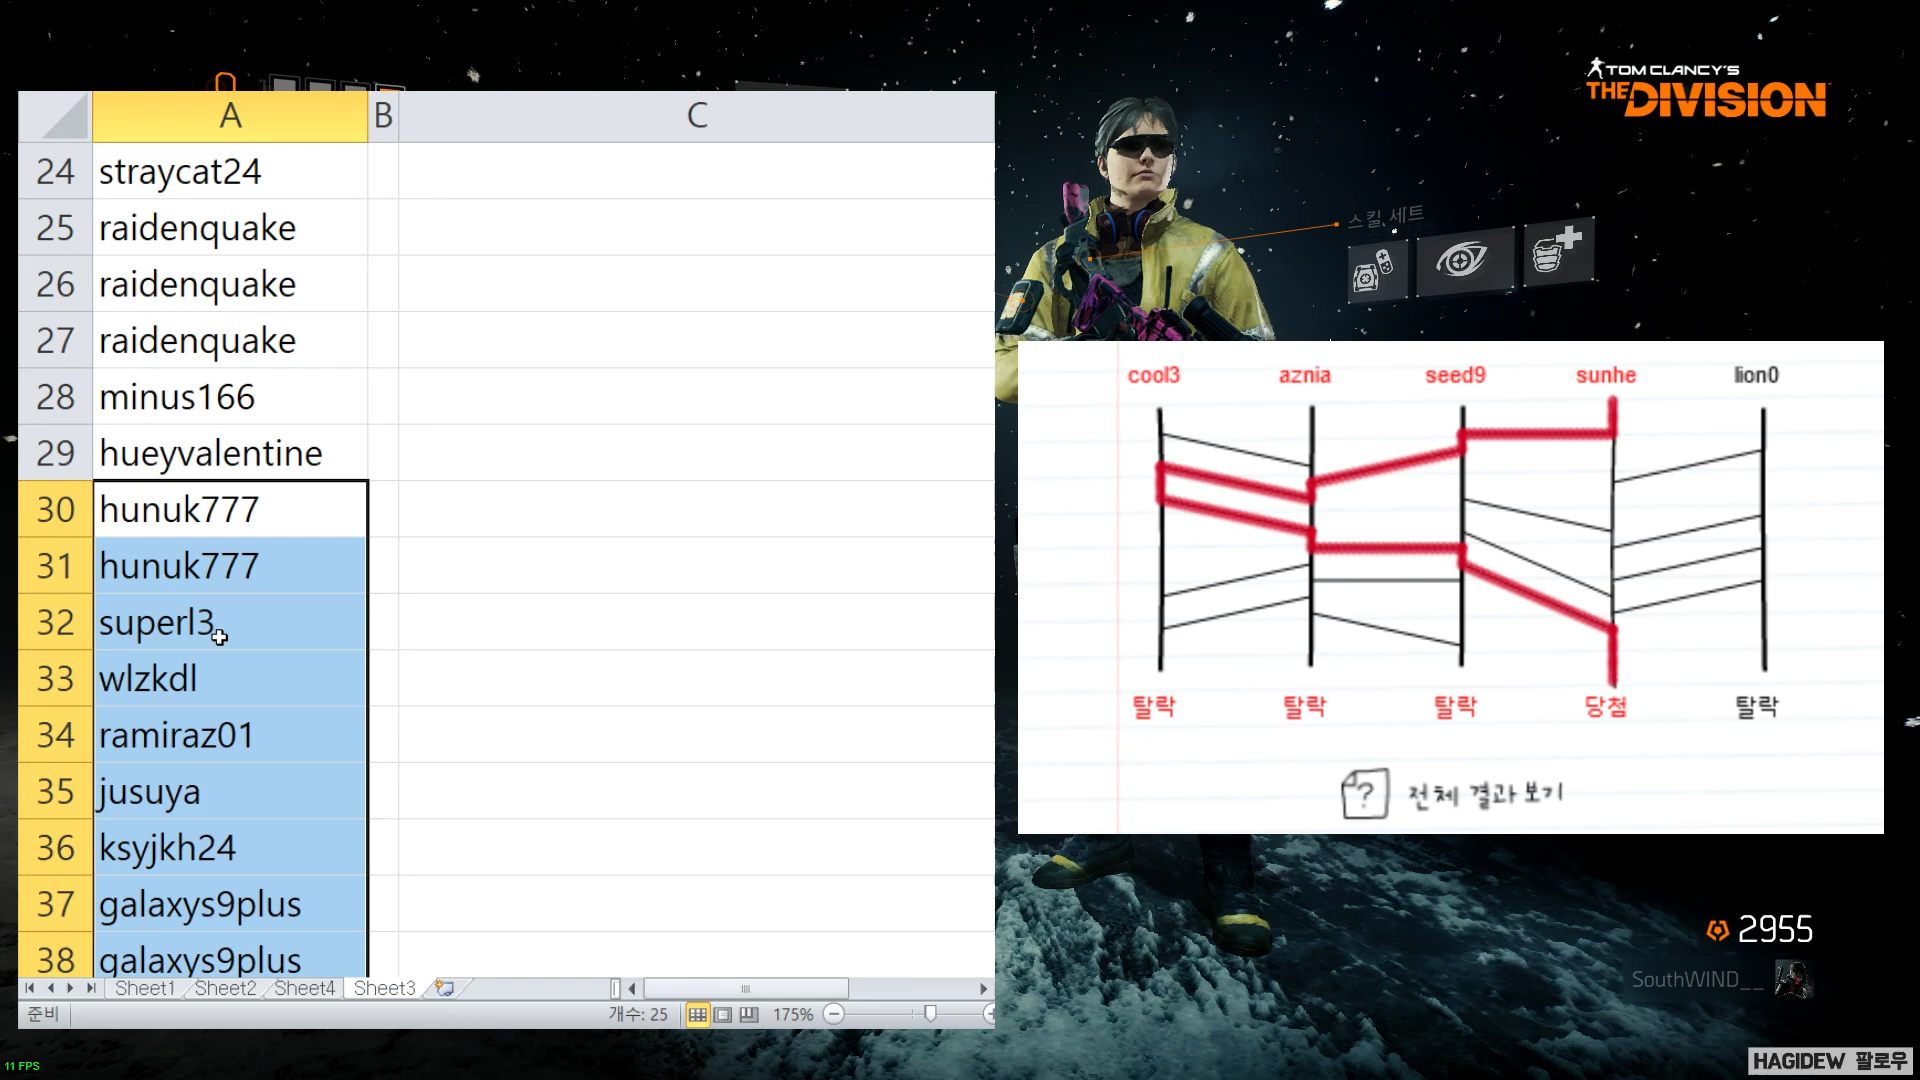 A B C
24 straycat24
25 raidenquake
26 raidenquake
27 raidenquake
28 minus166
29 hueyvalentine
30 hunuk777
31 hunuk777
32 superl3
33 wlzkdl
34 ramiraz01
35 jusuya
36 ksyjkh24
37 galaxys9plus
38 galaxys9plus
Sheet1 Sheet2 Sheet4 Sheet3
준비 개수: 25 175%
11 FPS
TOM CLANCY'S
THE DIVISION
스킬 세트
cool3 aznia seed9 sunhe lion0
탈락 탈락 탈락 당첨 탈락
? 전체 결과 보기
2955
SouthWIND__
HAGIDEW 팔로우